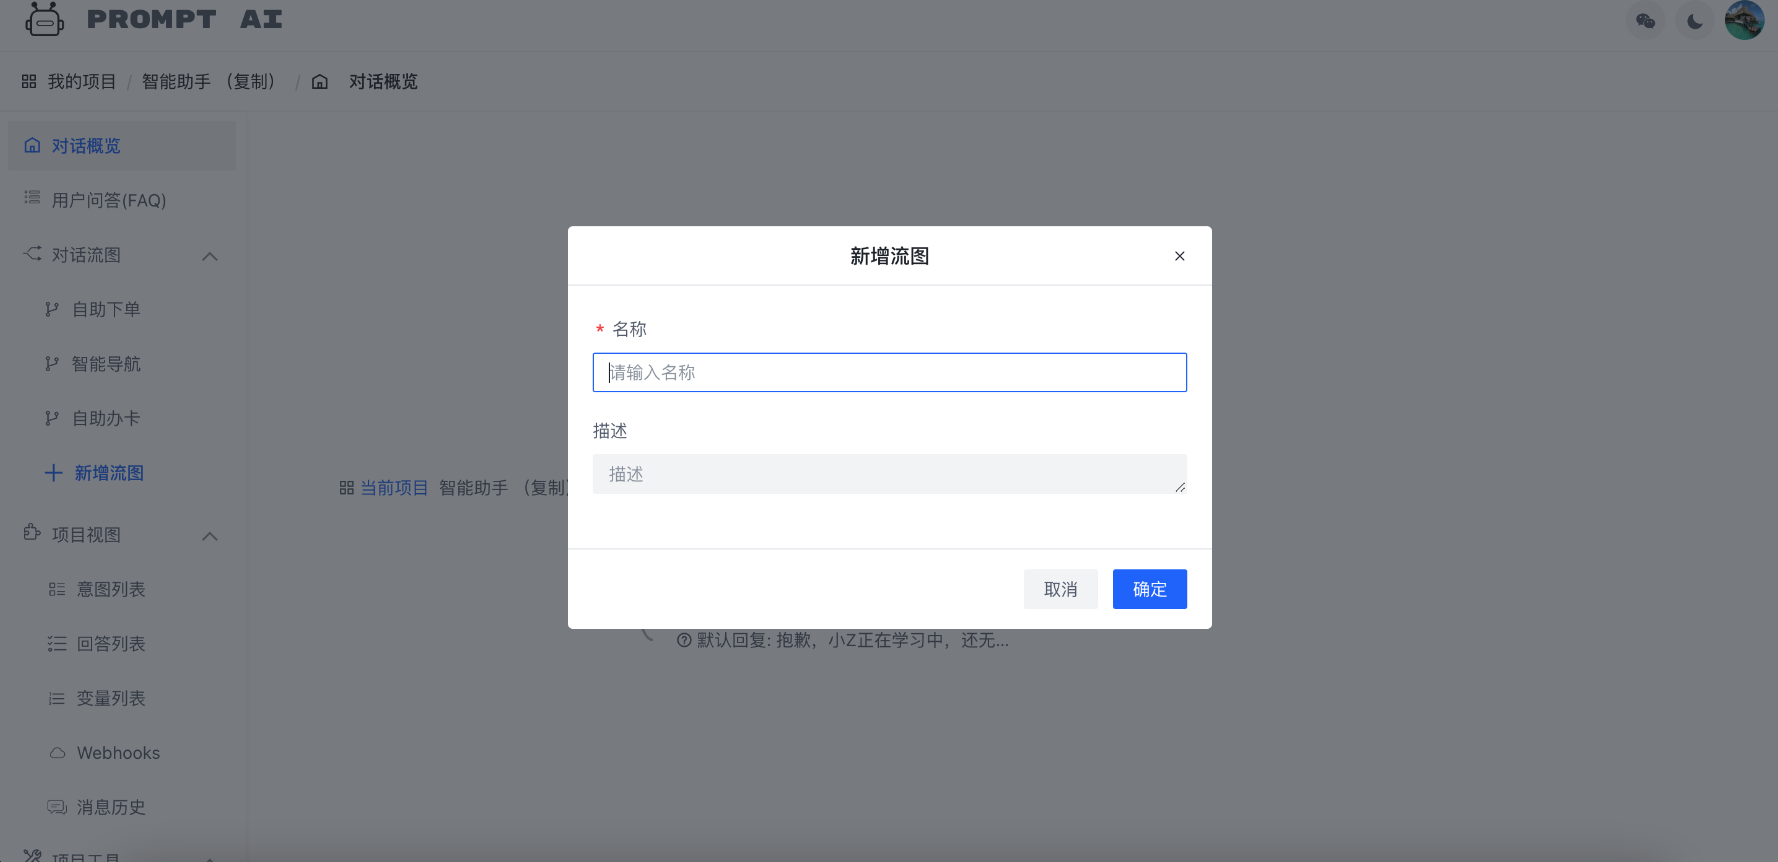 PROMPT AI
我的项目 / 智能助手 （复制） / 对话概览
对话概览
用户问答(FAQ)
对话流图
自助下单
智能导航
自助办卡
新增流图
项目视图
意图列表
回答列表
变量列表
Webhooks
消息历史
项目工具
当前项目 智能助手 （复制）
默认回复: 抱歉，小Z正在学习中，还无...
新增流图
* 名称
请输入名称
描述
描述
取消
确定